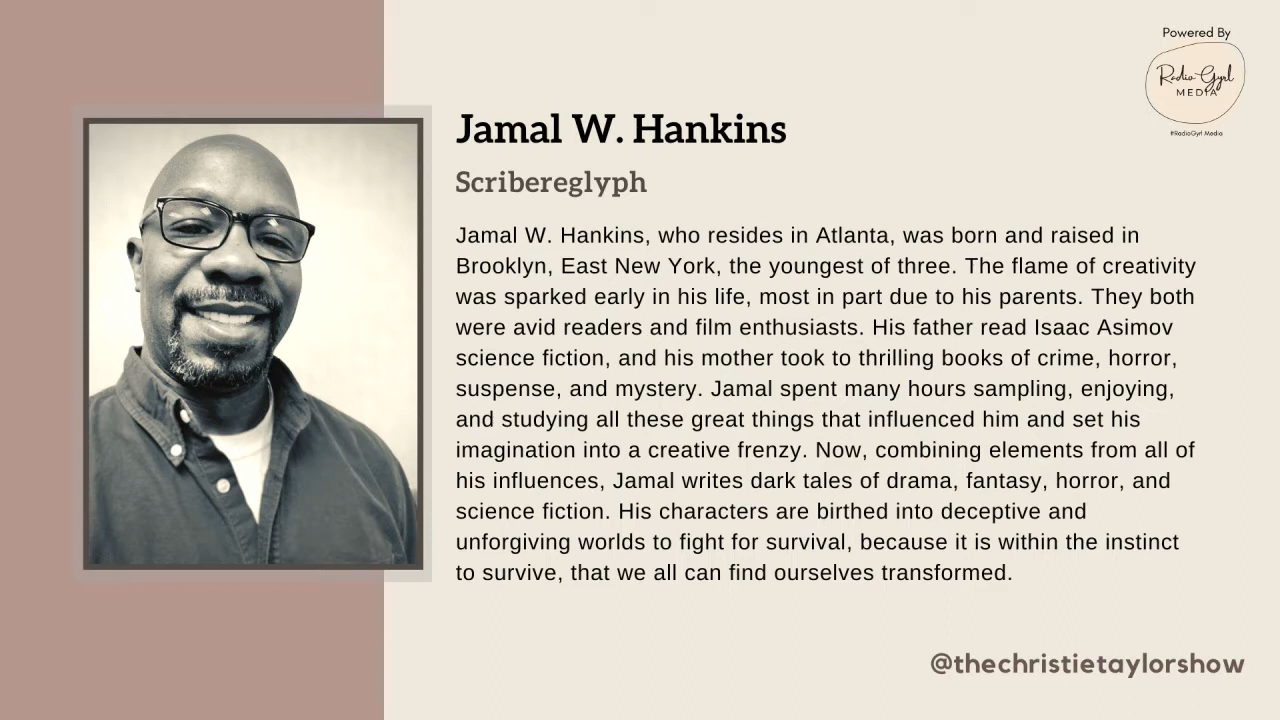 Powered By
Radio Gyrl
MEDIA
#RadioGyrl Media
Jamal W. Hankins
Scribereglyph
Jamal W. Hankins, who resides in Atlanta, was born and raised in
Brooklyn, East New York, the youngest of three. The flame of creativity
was sparked early in his life, most in part due to his parents. They both
were avid readers and film enthusiasts. His father read Isaac Asimov
science fiction, and his mother took to thrilling books of crime, horror,
suspense, and mystery. Jamal spent many hours sampling, enjoying,
and studying all these great things that influenced him and set his
imagination into a creative frenzy. Now, combining elements from all of
his influences, Jamal writes dark tales of drama, fantasy, horror, and
science fiction. His characters are birthed into deceptive and
unforgiving worlds to fight for survival, because it is within the instinct
to survive, that we all can find ourselves transformed.
@thechristietaylorshow